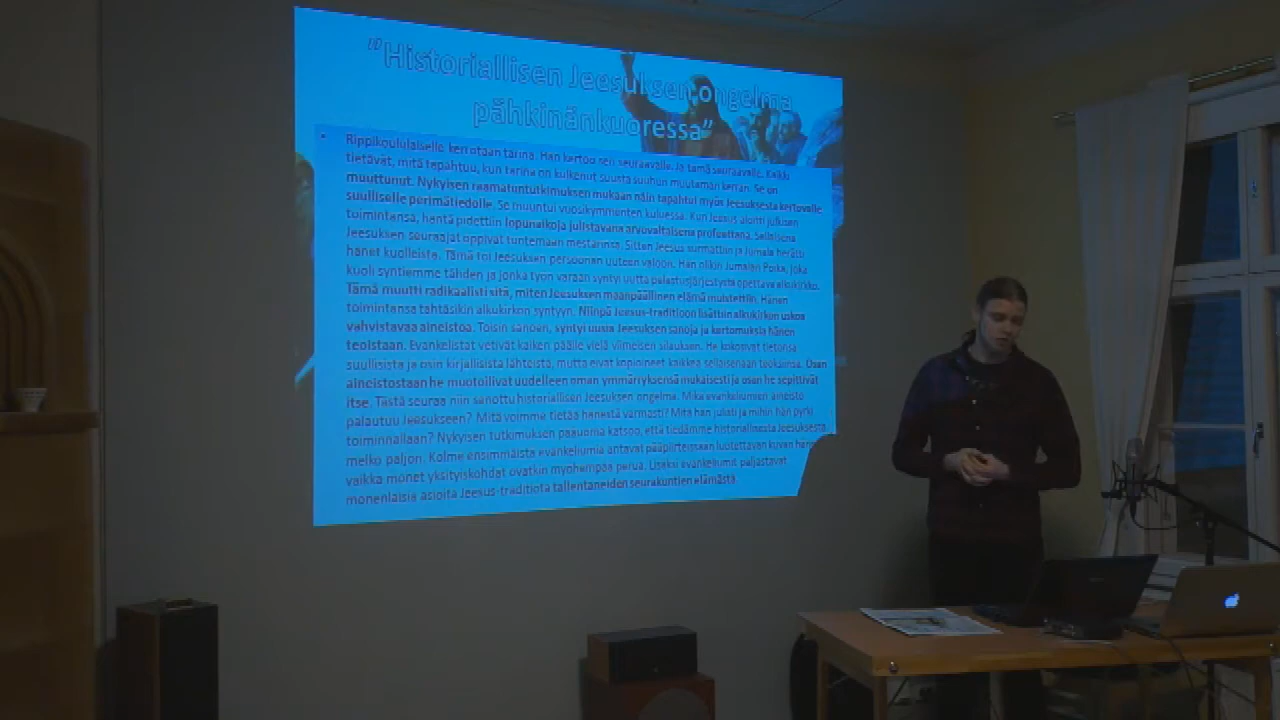 ”Historiallisen Jeesuksen ongelma
pähkinänkuoressa”
Rippikoululaiselle kerrotaan tarina. Hän kertoo sen seuraavalle. Ja tämä seuraavalle. Kaikki
tietävät, mitä tapahtuu, kun tarina on kulkenut suusta suuhun muutaman kerran. Se on
muuttunut. Nykyisen raamatuntutkimuksen mukaan näin tapahtui myös Jeesuksesta kertovalle
suulliselle perimätiedolle. Se muuntui vuosikymmenten kuluessa. Kun Jeesus aloitti julkisen
toimintansa, häntä pidettiin lopunaikoja julistavana arvovaltaisena profeettana. Sellaisena
Jeesuksen seuraajat oppivat tuntemaan mestarinsa. Sitten Jeesus surmattiin ja Jumala herätti
hänet kuolleista. Tämä toi Jeesuksen persoonan uuteen valoon. Hän olikin Jumalan Poika, joka
kuoli syntiemme tähden ja jonka työn varaan syntyi uutta pelastusjärjestystä opettava alkukirkko.
Tämä muutti radikaalisti sitä, miten Jeesuksen maanpäällinen elämä muistettiin. Hänen
toimintansa tähtäsikin alkukirkon syntyyn. Niinpä Jeesus-traditioon lisättiin alkukirkon uskoa
vahvistavaa aineistoa. Toisin sanoen, syntyi uusia Jeesuksen sanoja ja kertomuksia hänen
teoistaan. Evankelistat vetivät kaiken päälle vielä viimeisen silauksen. He kokosivat tietonsa
suullisista ja osin kirjallisista lähteistä, mutta eivät kopioineet kaikkea sellaisenaan teoksiinsa. Osan
aineistostaan he muotoilivat uudelleen oman ymmärryksensä mukaisesti ja osan he sepittivät
itse. Tästä seuraa niin sanottu historiallisen Jeesuksen ongelma. Mikä evankeliumien aineisto
palautuu Jeesukseen? Mitä voimme tietää hänestä varmasti? Mitä hän julisti ja mihin hän pyrki
toiminnallaan? Nykyisen tutkimuksen pääuoma katsoo, että tiedämme historiallisesta Jeesuksesta
melko paljon. Kolme ensimmäistä evankeliumia antavat pääpiirteissään luotettavan kuvan
vaikka monet yksityiskohdat ovatkin myöhempää perua. Lisäksi evankeliumit paljastavat
monenlaisia asioita Jeesus-traditiota tallentaneiden seurakuntien elämästä.